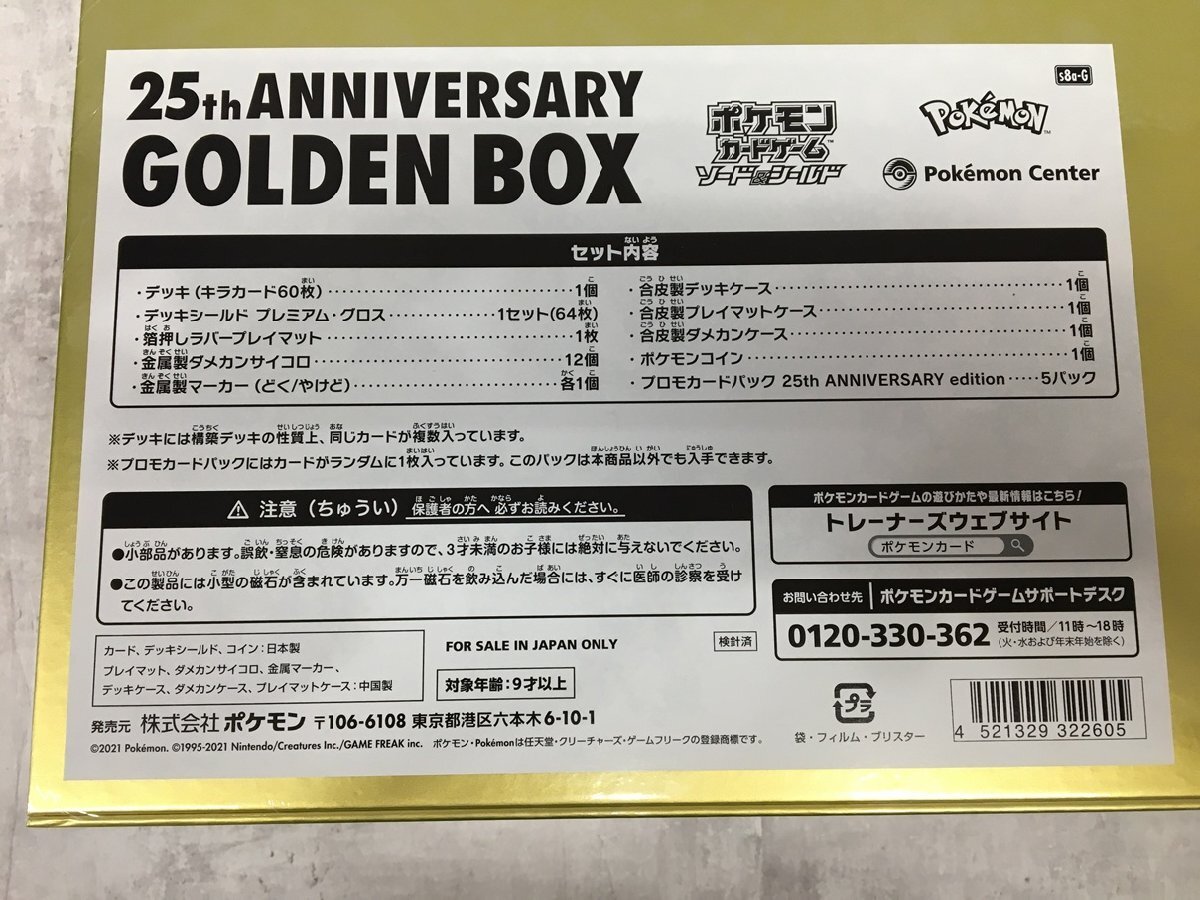 25th ANNIVERSARY
GOLDEN BOX
ポケモン
カードゲーム™
ソード&シールド
s8a-G
POKéMON™
Pokémon Center
セット内容
・デッキ (キラカード60枚)……………………1個
・デッキシールド プレミアム・グロス…………1セット(64枚)
・箔押しラバープレイマット……………………1枚
・金属製ダメカンサイコロ……………………12個
・金属製マーカー (どく/やけど)……………………各1個
・合皮製デッキケース……………………1個
・合皮製プレイマットケース……………………1個
・合皮製ダメカンケース……………………1個
・ポケモンコイン……………………1個
・プロモカードパック 25th ANNIVERSARY edition……5パック
※デッキには構築デッキの性質上、同じカードが複数入っています。
※プロモカードパックにはカードがランダムに1枚入っています。このパックは本商品以外でも入手できます。
⚠ 注意 (ちゅうい) 保護者の方へ 必ずお読みください。
●小部品があります。誤飲・窒息の危険がありますので、3才未満のお子様には絶対に与えないでください。
●この製品には小型の磁石が含まれています。万一磁石を飲み込んだ場合には、すぐに医師の診察を受け
てください。
ポケモンカードゲームの遊びかたや最新情報はこちら!
トレーナーズウェブサイト
ポケモンカード
お問い合わせ先 ポケモンカードゲームサポートデスク
0120-330-362 受付時間/11時~18時
(火・水および年末年始を除く)
カード、デッキシールド、コイン:日本製
プレイマット、ダメカンサイコロ、金属マーカー、
デッキケース、ダメカンケース、プレイマットケース:中国製
FOR SALE IN JAPAN ONLY
検針済
対象年齢:9才以上
発売元 株式会社ポケモン 〒106-6108 東京都港区六本木6-10-1
©2021 Pokémon. ©1995-2021 Nintendo/Creatures Inc./GAME FREAK inc. ポケモン・Pokémonは任天堂・クリーチャーズ・ゲームフリークの登録商標です。
プラ
袋・フィルム・ブリスター
4 521329 322605